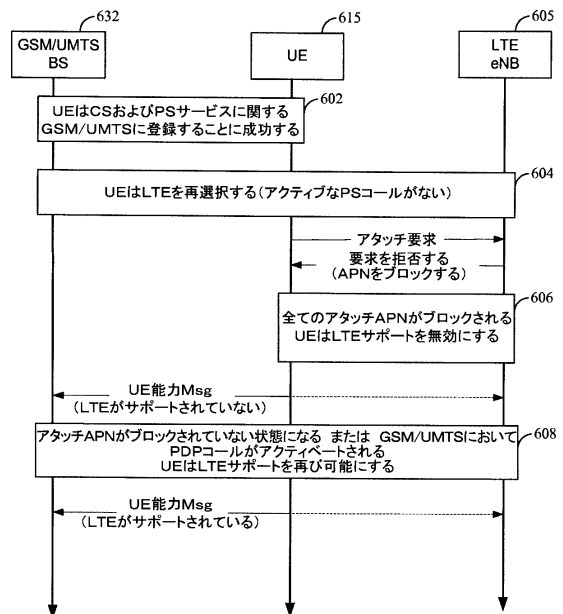 632
615
605
GSM/UMTS
BS
UE
LTE
eNB
602
UEはCSおよびPSサービスに関する
GSM/UMTSに登録することに成功する
604
UEはLTEを再選択する(アクティブなPSコールがない)
アタッチ要求
要求を拒否する
(APNをブロックする)
606
全てのアタッチAPNがブロックされる
UEはLTEサポートを無効にする
UE能力Msg
(LTEがサポートされていない)
608
アタッチAPNがブロックされていない状態になる または GSM/UMTSにおいて
PDPコールがアクティベートされる
UEはLTEサポートを再び可能にする
UE能力Msg
(LTEがサポートされている)